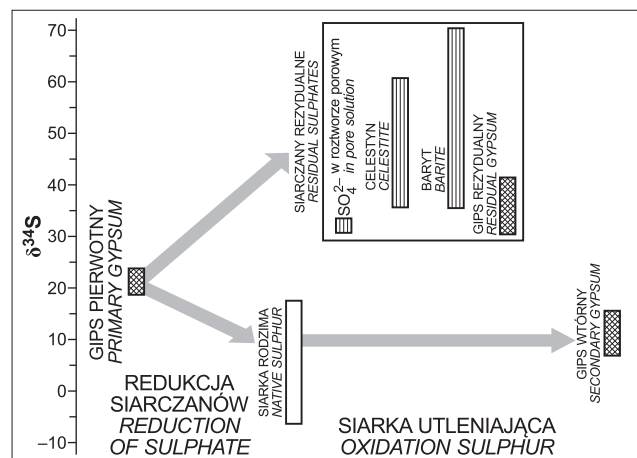 70
60
50
40
30
20
10
0
–10
δ³⁴S
GIPS PIERWOTNY
PRIMARY GYPSUM
REDUKCJA
SIARCZANÓW
REDUCTION
OF SULPHATE
SIARKA RODZIMA
NATIVE SULPHUR
SIARCZANY REZYDUALNE
RESIDUAL SULPHATES
SO₄²⁻ w roztworze porowym
in pore solution
CELESTYN
CELESTITE
BARYT
BARITE
GIPS REZYDUALNY
RESIDUAL GYPSUM
SIARKA UTLENIAJĄCA
OXIDATION SULPHUR
GIPS WTÓRNY
SECONDARY GYPSUM